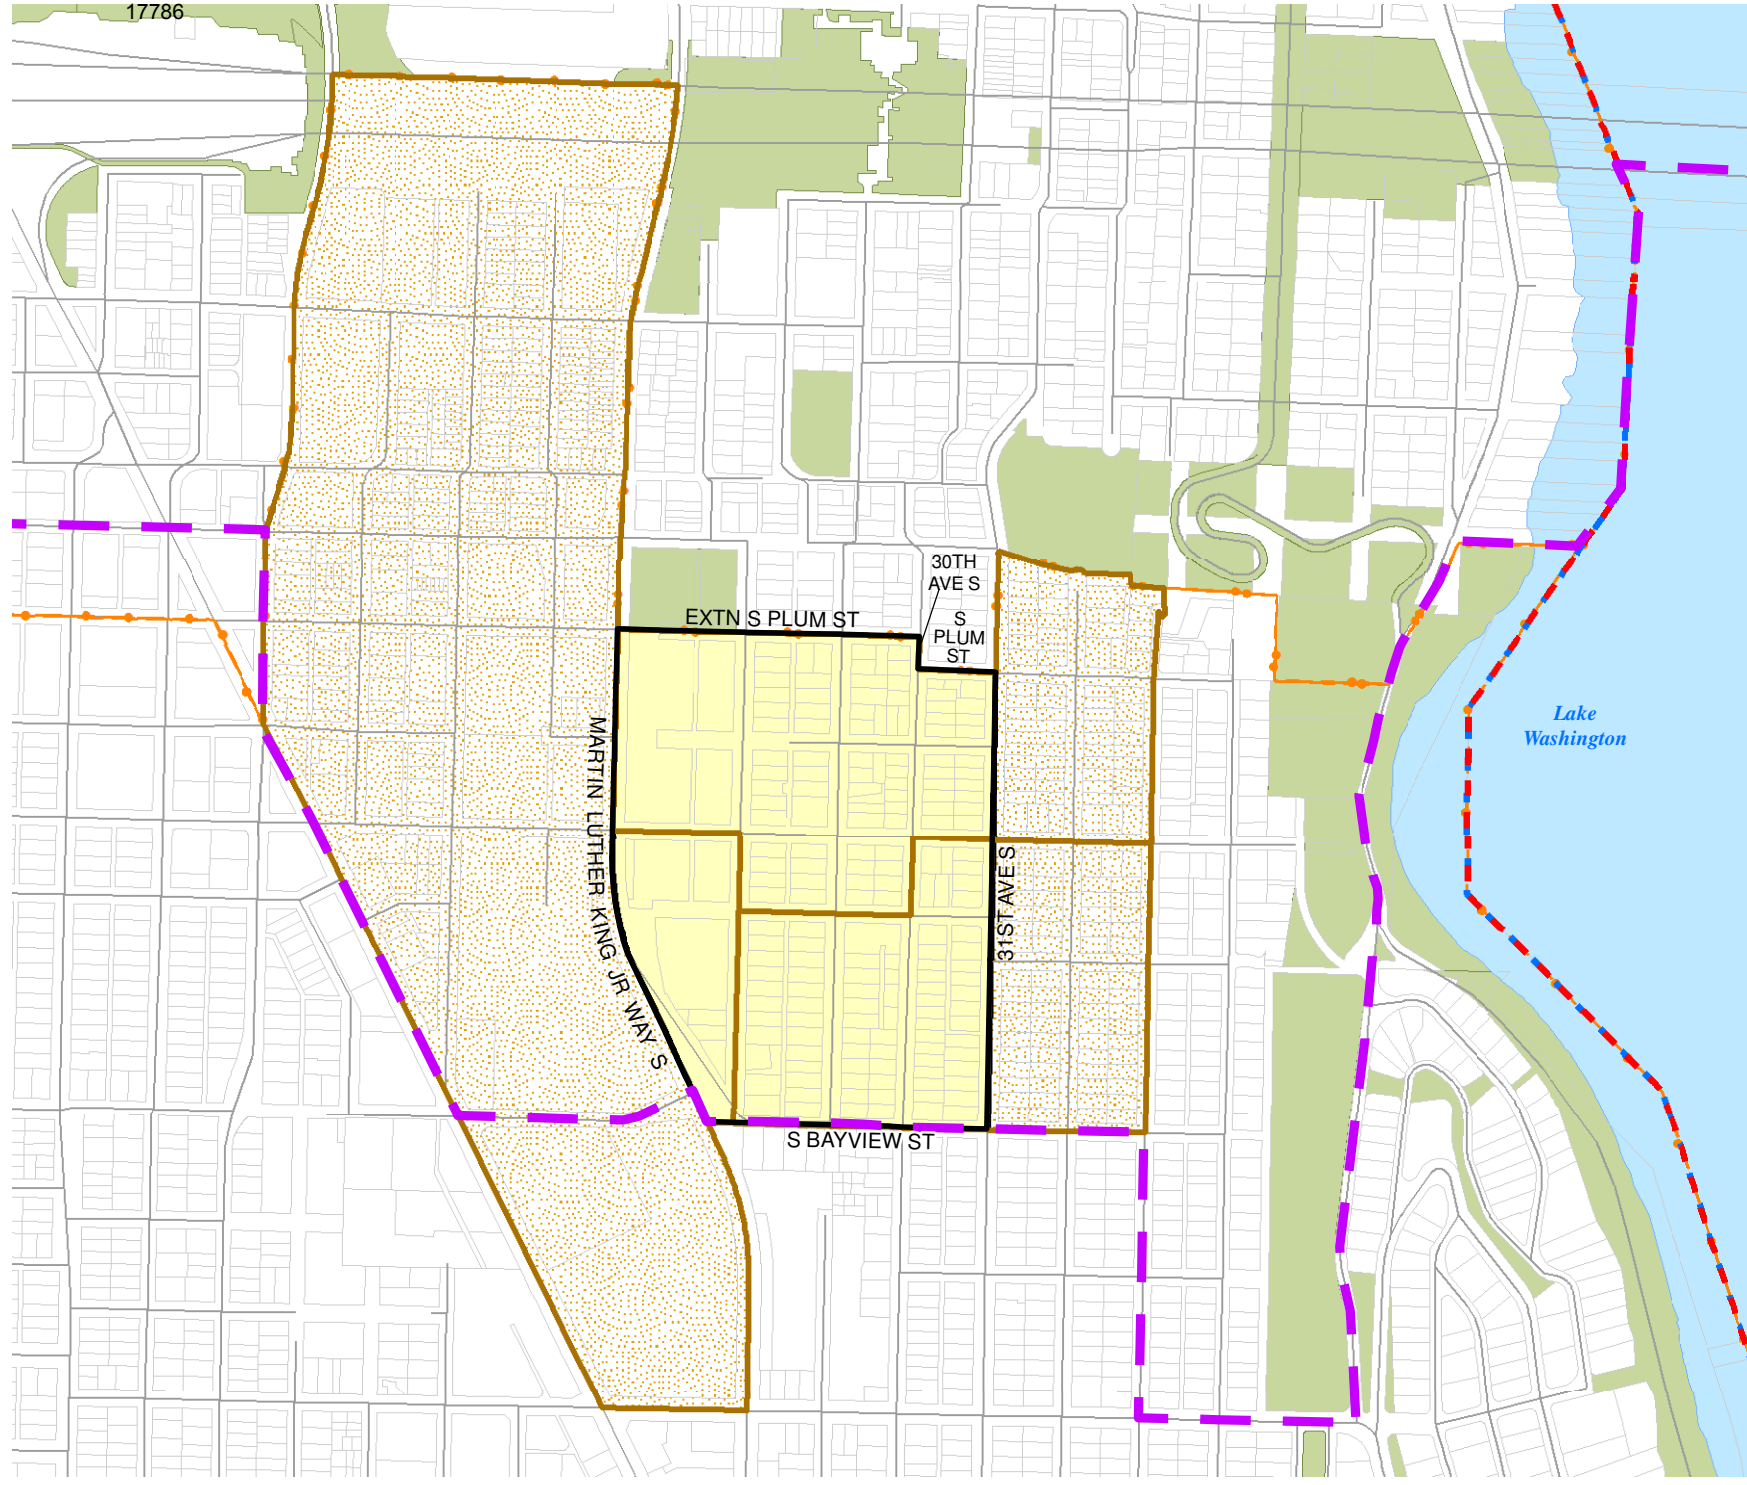 17786
30TH
AVE S
EXTN S PLUM ST
S
PLUM
ST
MARTIN LUTHER KING JR WAY S
31ST AVE S
S BAYVIEW ST
Lake
Washington